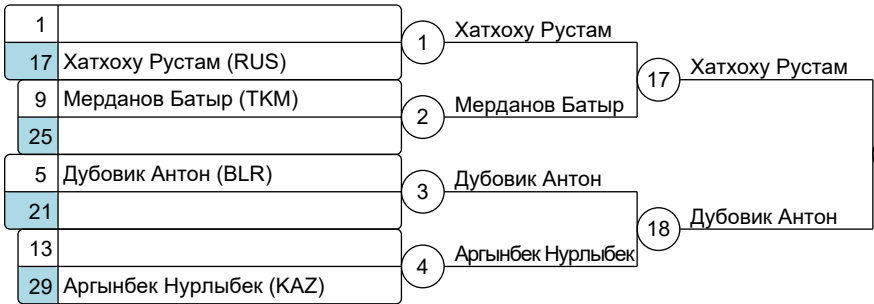 1
17 Хатхоху Рустам (RUS)
9 Мерданов Батыр (TKM)
25
5 Дубовик Антон (BLR)
21
13
29 Аргынбек Нурлыбек (KAZ)
1 Хатхоху Рустам
2 Мерданов Батыр
3 Дубовик Антон
4 Аргынбек Нурлыбек
17 Хатхоху Рустам
18 Дубовик Антон